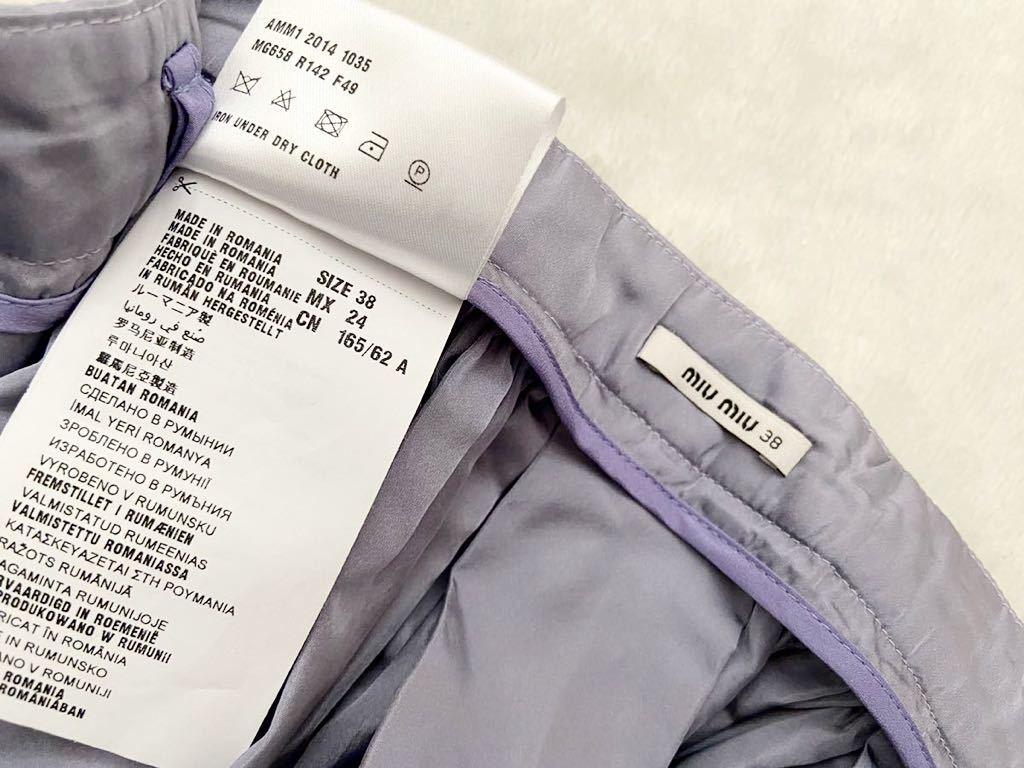 AMM1 2014 1035
MG658 R142 F49
P
IRON UNDER DRY CLOTH
MADE IN ROMANIA
MADE IN ROMANIA
FABRIQUÉ EN ROUMANIE
HECHO EN RUMANIA
FABRICADO NA ROMÉNIA
IN RUMÄN HERGESTELLT
SIZE 38
MX 24
CN 165/62 A
ルーマニア製
صنع في رومانيا
罗马尼亚制造
루마니아산
羅馬尼亞製造
BUATAN ROMANIA
СДЕЛАНО В РУМЫНИИ
İMAL YERİ ROMANYA
ЗРОБЛЕНО В РУМУНІЇ
ИЗРАБОТЕНО В РУМЪНИЯ
VYROBENO V RUMUNSKU
FREMSTILLET I RUMÆNIEN
VALMISTATUD RUMEENIAS
VALMISTETTU ROMANIASSA
ΚΑΤΑΣΚΕΥΑΖΕΤΑΙ ΣΤΗ ΡΟΥΜΑΝΙΑ
RAŽOTS RUMĀNIJĀ
AGAMINTA RUMUNIJOJE
RVAARDIGD IN ROEMENIË
PRODUKOWANO W RUMUNII
RICAT ÎN ROMÂNIA
E IN RUMUNSKO
ANO V ROMUNIJI
ROMANIA
ROMÁNIÁBAN
miu miu 38